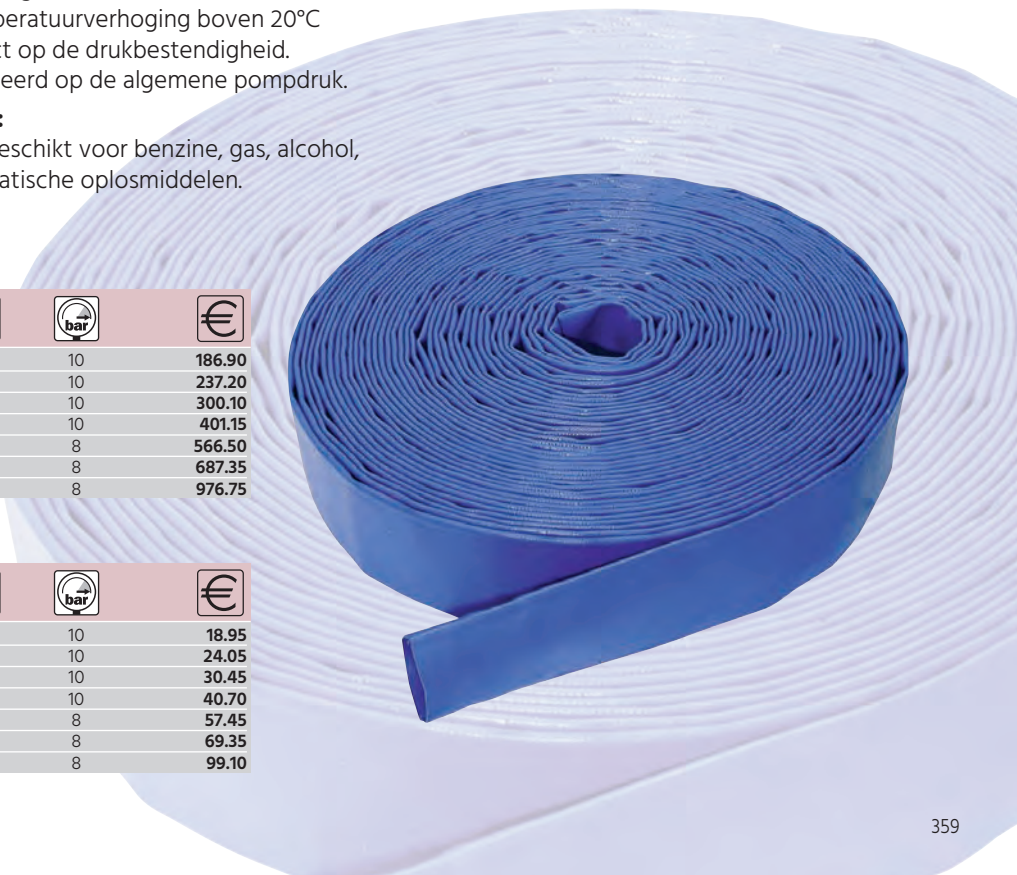 peratuurverhoging boven 20°C
op de drukbestendigheid.
eerd op de algemene pompdruk.
:
eschikt voor benzine, gas, alcohol,
atische oplosmiddelen.
bar €
10 186.90
10 237.20
10 300.10
10 401.15
8 566.50
8 687.35
8 976.75
bar €
10 18.95
10 24.05
10 30.45
10 40.70
8 57.45
8 69.35
8 99.10
359